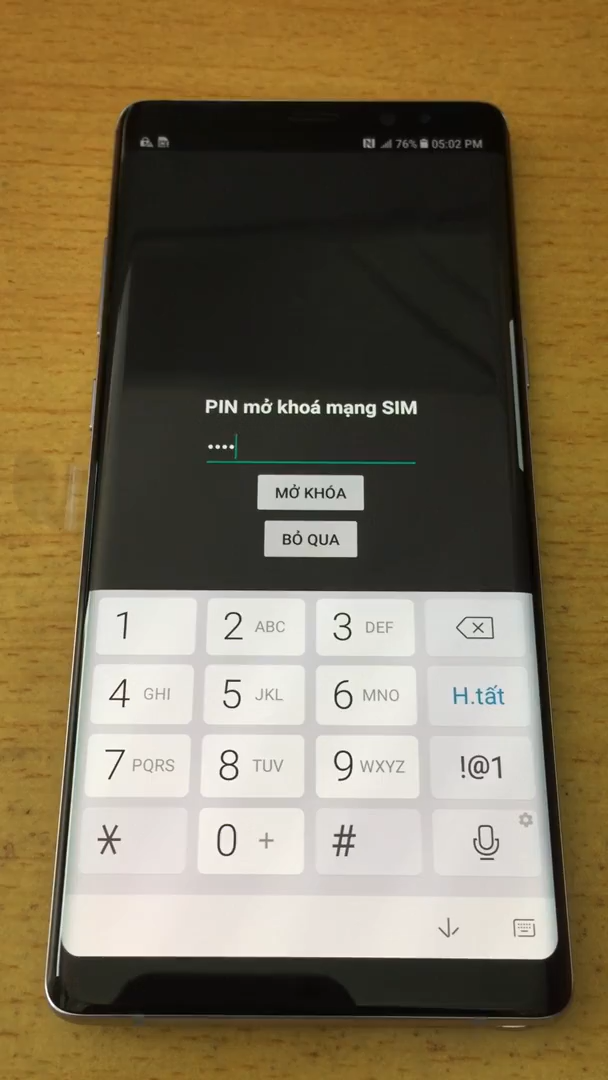 76% 05:02 PM
PIN mở khoá mạng SIM
••••
MỞ KHÓA
BỎ QUA
1 2 ABC 3 DEF
4 GHI 5 JKL 6 MNO H.tất
7 PQRS 8 TUV 9 WXYZ !@1
* 0 + #